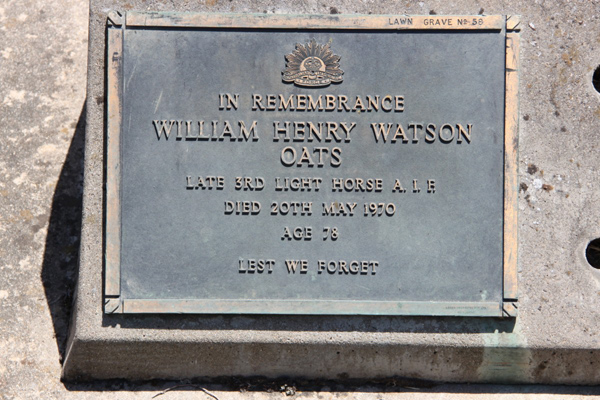 LAWN GRAVE NO 58
IN REMEMBRANCE
WILLIAM HENRY WATSON
OATS
LATE 3RD LIGHT HORSE A. I. F.
DIED 20TH MAY 1970
AGE 78
LEST WE FORGET